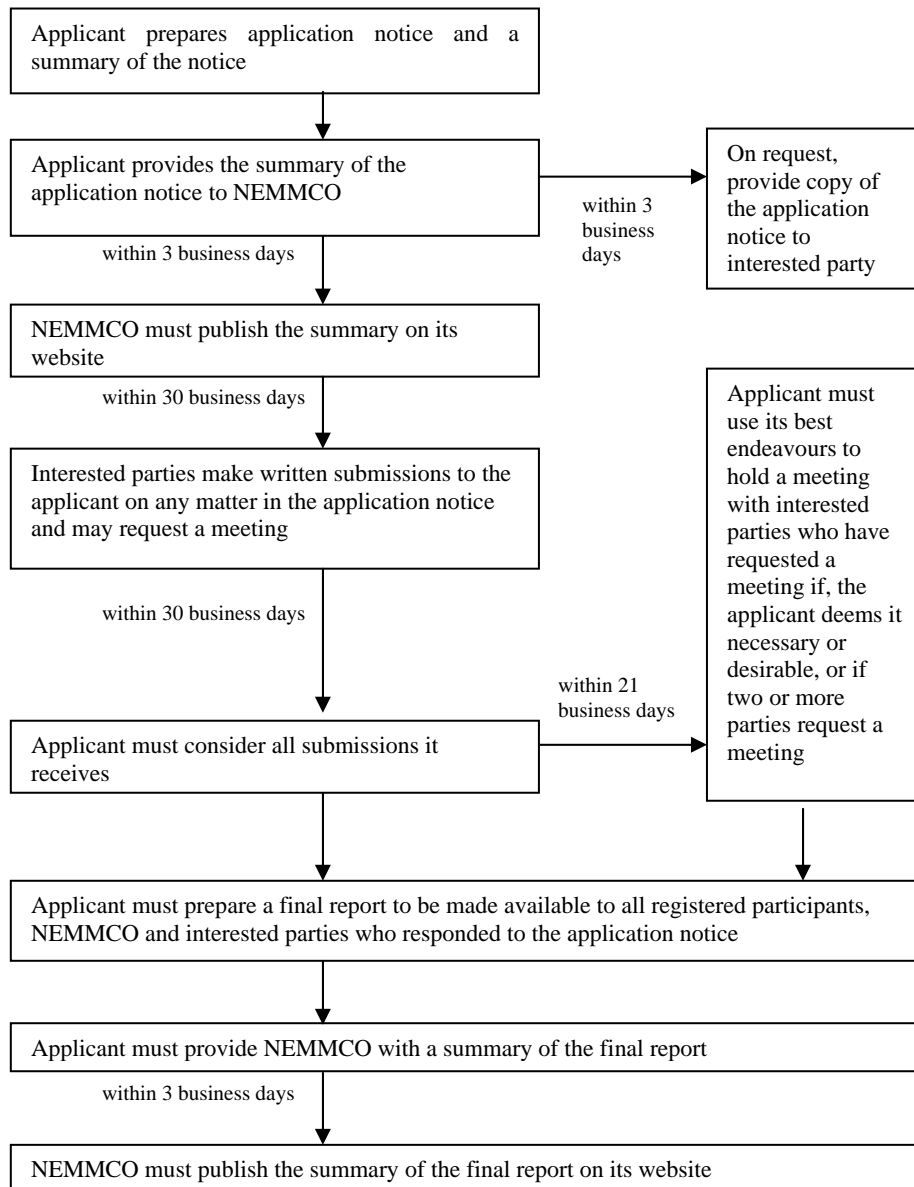 Applicant prepares application notice and a
summary of the notice
Applicant provides the summary of the
application notice to NEMMCO
within 3
business
days
On request,
provide copy of
the application
notice to
interested party
within 3 business days
NEMMCO must publish the summary on its
website
within 30 business days
Interested parties make written submissions to the
applicant on any matter in the application notice
and may request a meeting
within 30 business days
Applicant must consider all submissions it
receives
within 21
business days
Applicant must
use its best
endeavours to
hold a meeting
with interested
parties who have
requested a
meeting if, the
applicant deems it
necessary or
desirable, or if
two or more
parties request a
meeting
Applicant must prepare a final report to be made available to all registered participants,
NEMMCO and interested parties who responded to the application notice
Applicant must provide NEMMCO with a summary of the final report
within 3 business days
NEMMCO must publish the summary of the final report on its website